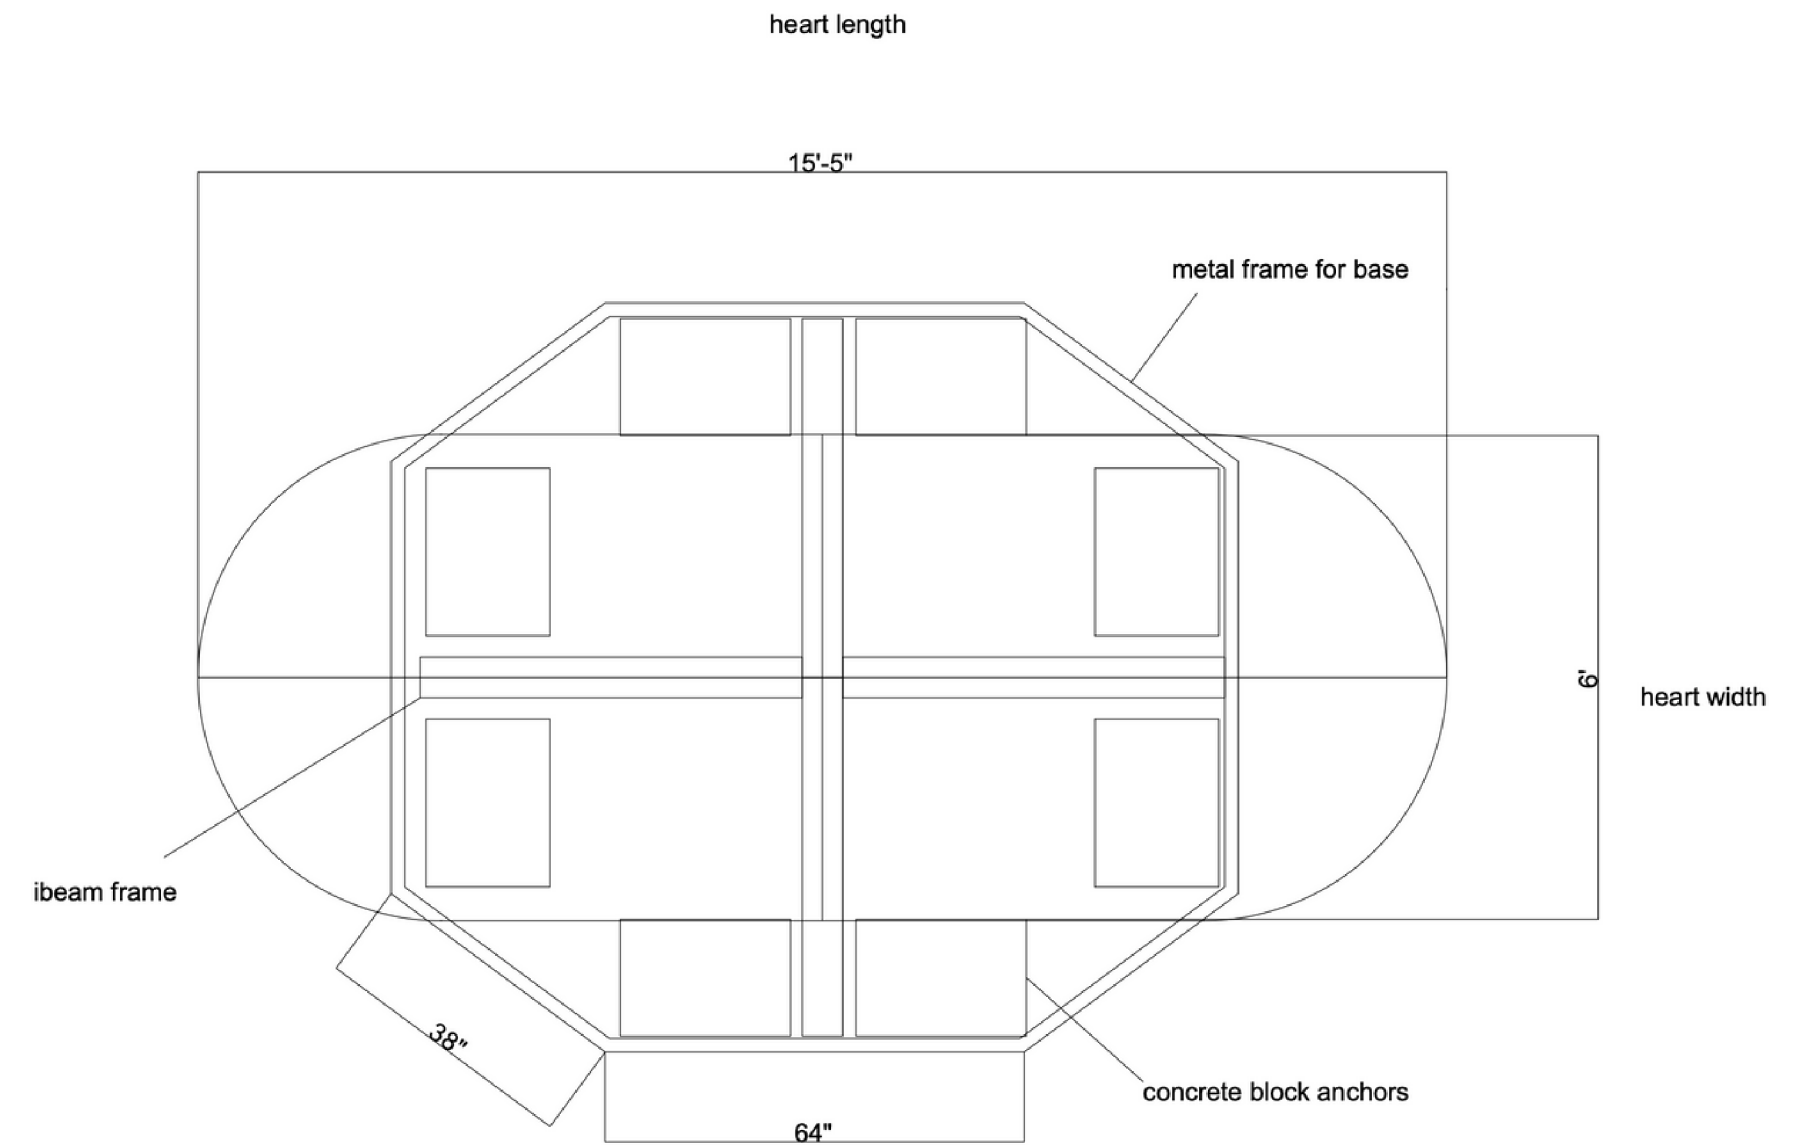 heart length
15'-5"
metal frame for base
6'
heart width
ibeam frame
38"
concrete block anchors
64"